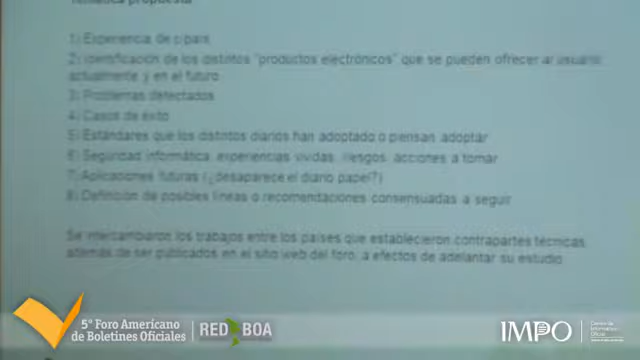 Temática propuesta
1) Experiencia de c/país
2) Identificación de los distintos "productos electrónicos" que se pueden ofrecer al usuario
actualmente y en el futuro
3) Problemas detectados
4) Casos de éxito
5) Estándares que los distintos diarios han adoptado o piensan adoptar
6) Seguridad informática, experiencias vividas, riesgos, acciones a tomar
7) Aplicaciones futuras (¿desaparece el diario papel?)
8) Definición de posibles líneas o recomendaciones consensuadas a seguir
Se intercambiaron los trabajos entre los países que establecieron contrapartes técnicas,
además de ser publicados en el sitio web del foro, a efectos de adelantar su estudio
5º Foro Americano
de Boletines Oficiales
RED BOA
IMPO
Centro de
Información
Oficial